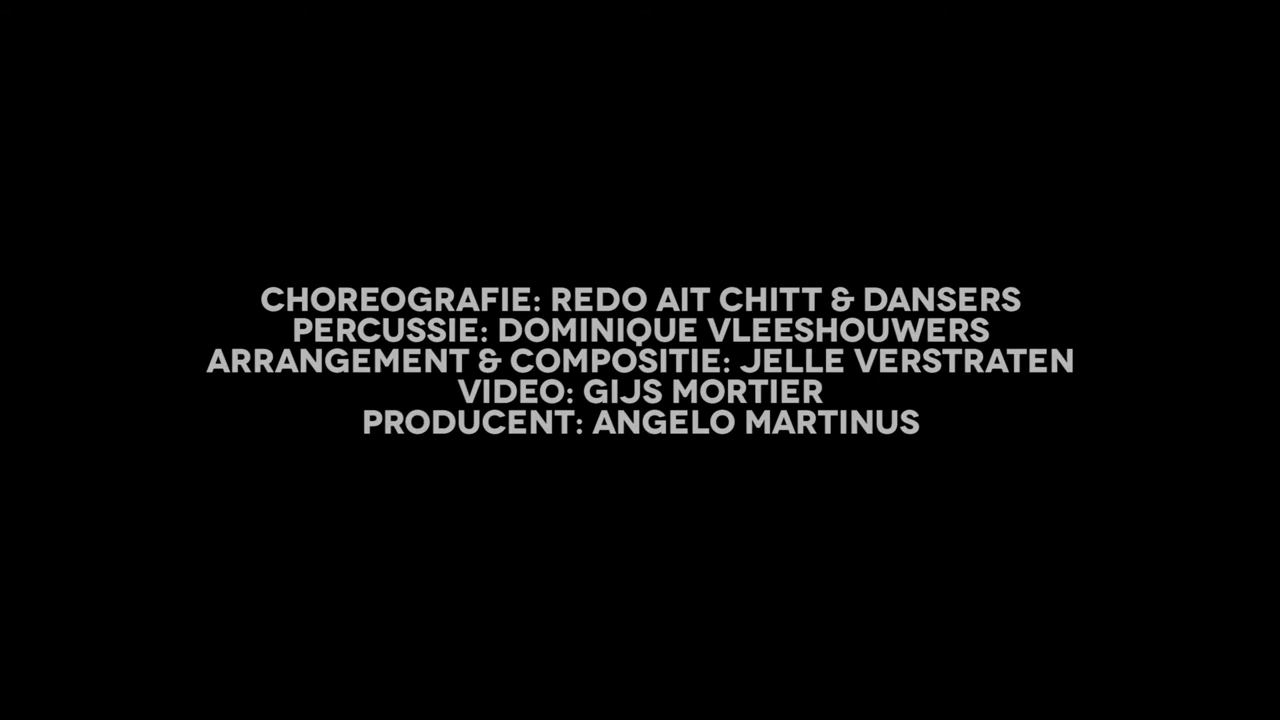 CHOREOGRAFIE: REDO AIT CHITT & DANSERS
PERCUSSIE: DOMINIQUE VLEESHOUWERS
ARRANGEMENT & COMPOSITIE: JELLE VERSTRATEN
VIDEO: GIJS MORTIER
PRODUCENT: ANGELO MARTINUS